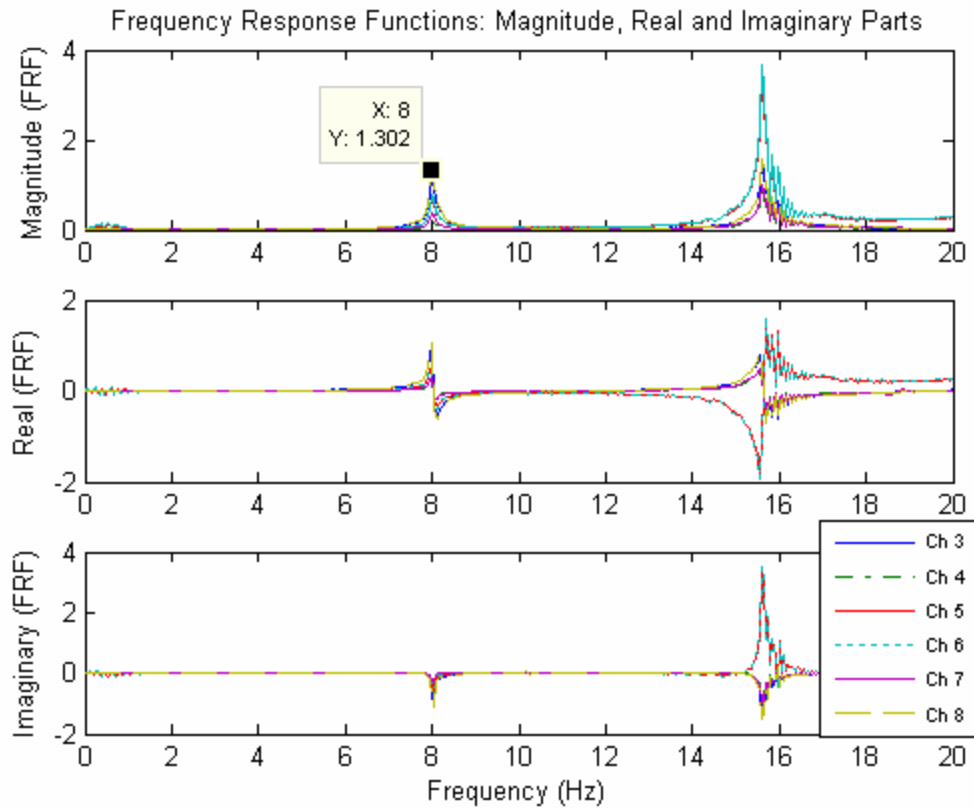 Frequency Response Functions: Magnitude, Real and Imaginary Parts
Magnitude (FRF)
4
2
0
X: 8
Y: 1.302
0 2 4 6 8 10 12 14 16 18 20
Real (FRF)
2
0
-2
0 2 4 6 8 10 12 14 16 18 20
Imaginary (FRF)
4
2
0
-2
Ch 3
Ch 4
Ch 5
Ch 6
Ch 7
Ch 8
0 2 4 6 8 10 12 14 16 18 20
Frequency (Hz)